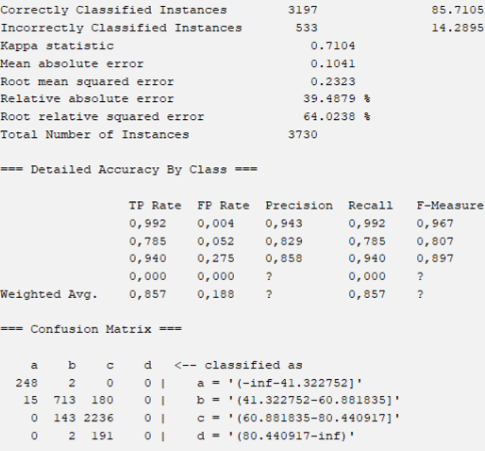 Correctly Classified Instances 3197 85.7105
Incorrectly Classified Instances 533 14.2895
Kappa statistic 0.7104
Mean absolute error 0.1041
Root mean squared error 0.2323
Relative absolute error 39.4879 %
Root relative squared error 64.0238 %
Total Number of Instances 3730
=== Detailed Accuracy By Class ===
TP Rate FP Rate Precision Recall F-Measure
0,992 0,004 0,943 0,992 0,967
0,785 0,052 0,829 0,785 0,807
0,940 0,275 0,858 0,940 0,897
0,000 0,000 ? 0,000 ?
Weighted Avg. 0,857 0,188 ? 0,857 ?
=== Confusion Matrix ===
a b c d <-- classified as
248 2 0 0 | a = '(-inf-41.322752]'
15 713 180 0 | b = '(41.322752-60.881835]'
0 143 2236 0 | c = '(60.881835-80.440917]'
0 2 191 0 | d = '(80.440917-inf)'